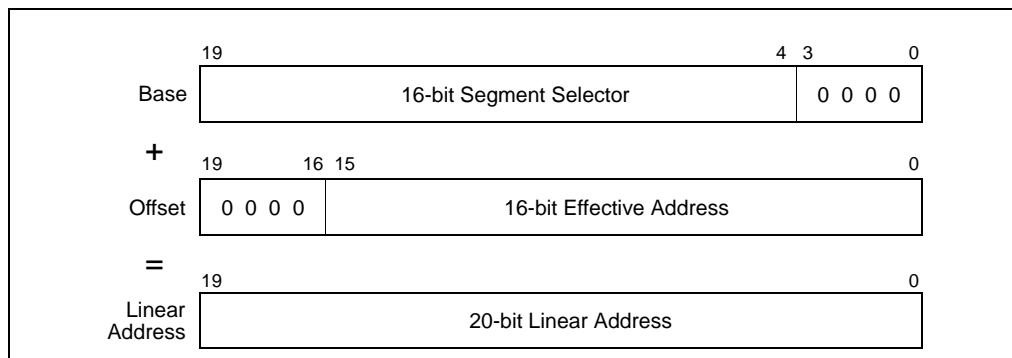 19 4 3 0
Base 16-bit Segment Selector 0 0 0 0
+
19 16 15 0
Offset 0 0 0 0 16-bit Effective Address
=
19 0
Linear
Address 20-bit Linear Address